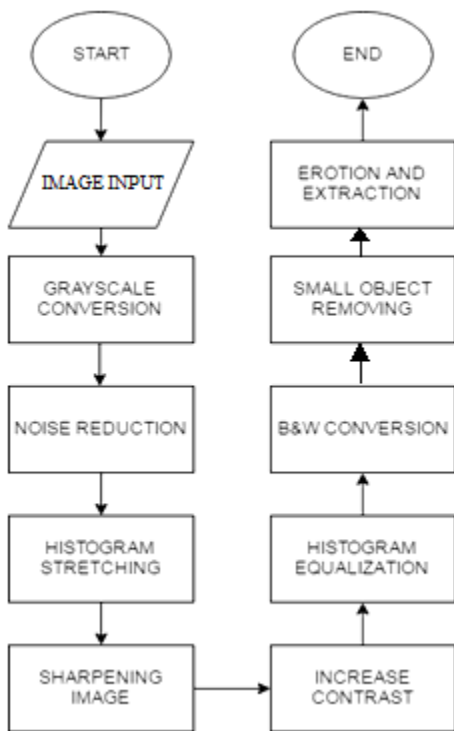 START
IMAGE INPUT
GRAYSCALE
CONVERSION
NOISE REDUCTION
HISTOGRAM
STRETCHING
SHARPENING
IMAGE
INCREASE
CONTRAST
HISTOGRAM
EQUALIZATION
B&W CONVERSION
SMALL OBJECT
REMOVING
EROTION AND
EXTRACTION
END